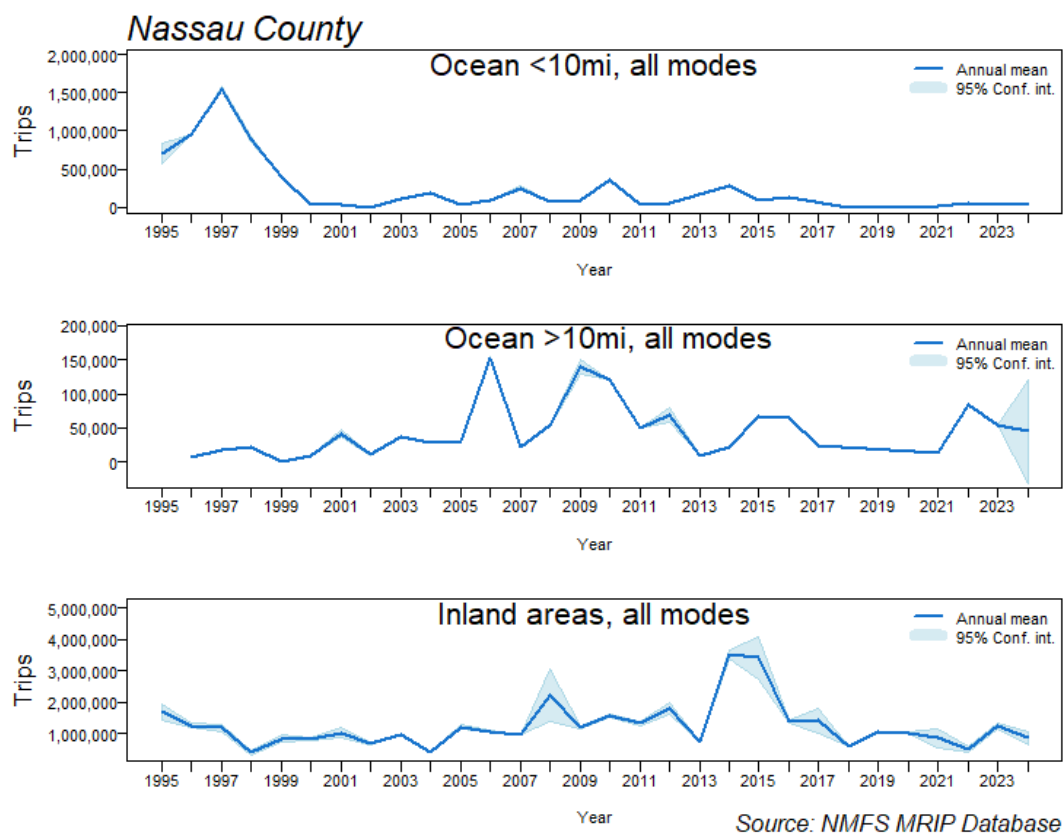 Nassau County
Ocean <10mi, all modes
Annual mean
95% Conf. int.
Trips
2,000,000
1,500,000
1,000,000
500,000
0
1995 1997 1999 2001 2003 2005 2007 2009 2011 2013 2015 2017 2019 2021 2023
Year
Ocean >10mi, all modes
Annual mean
95% Conf. int.
Trips
200,000
150,000
100,000
50,000
0
1995 1997 1999 2001 2003 2005 2007 2009 2011 2013 2015 2017 2019 2021 2023
Year
Inland areas, all modes
Annual mean
95% Conf. int.
Trips
5,000,000
4,000,000
3,000,000
2,000,000
1,000,000
1995 1997 1999 2001 2003 2005 2007 2009 2011 2013 2015 2017 2019 2021 2023
Year
Source: NMFS MRIP Database